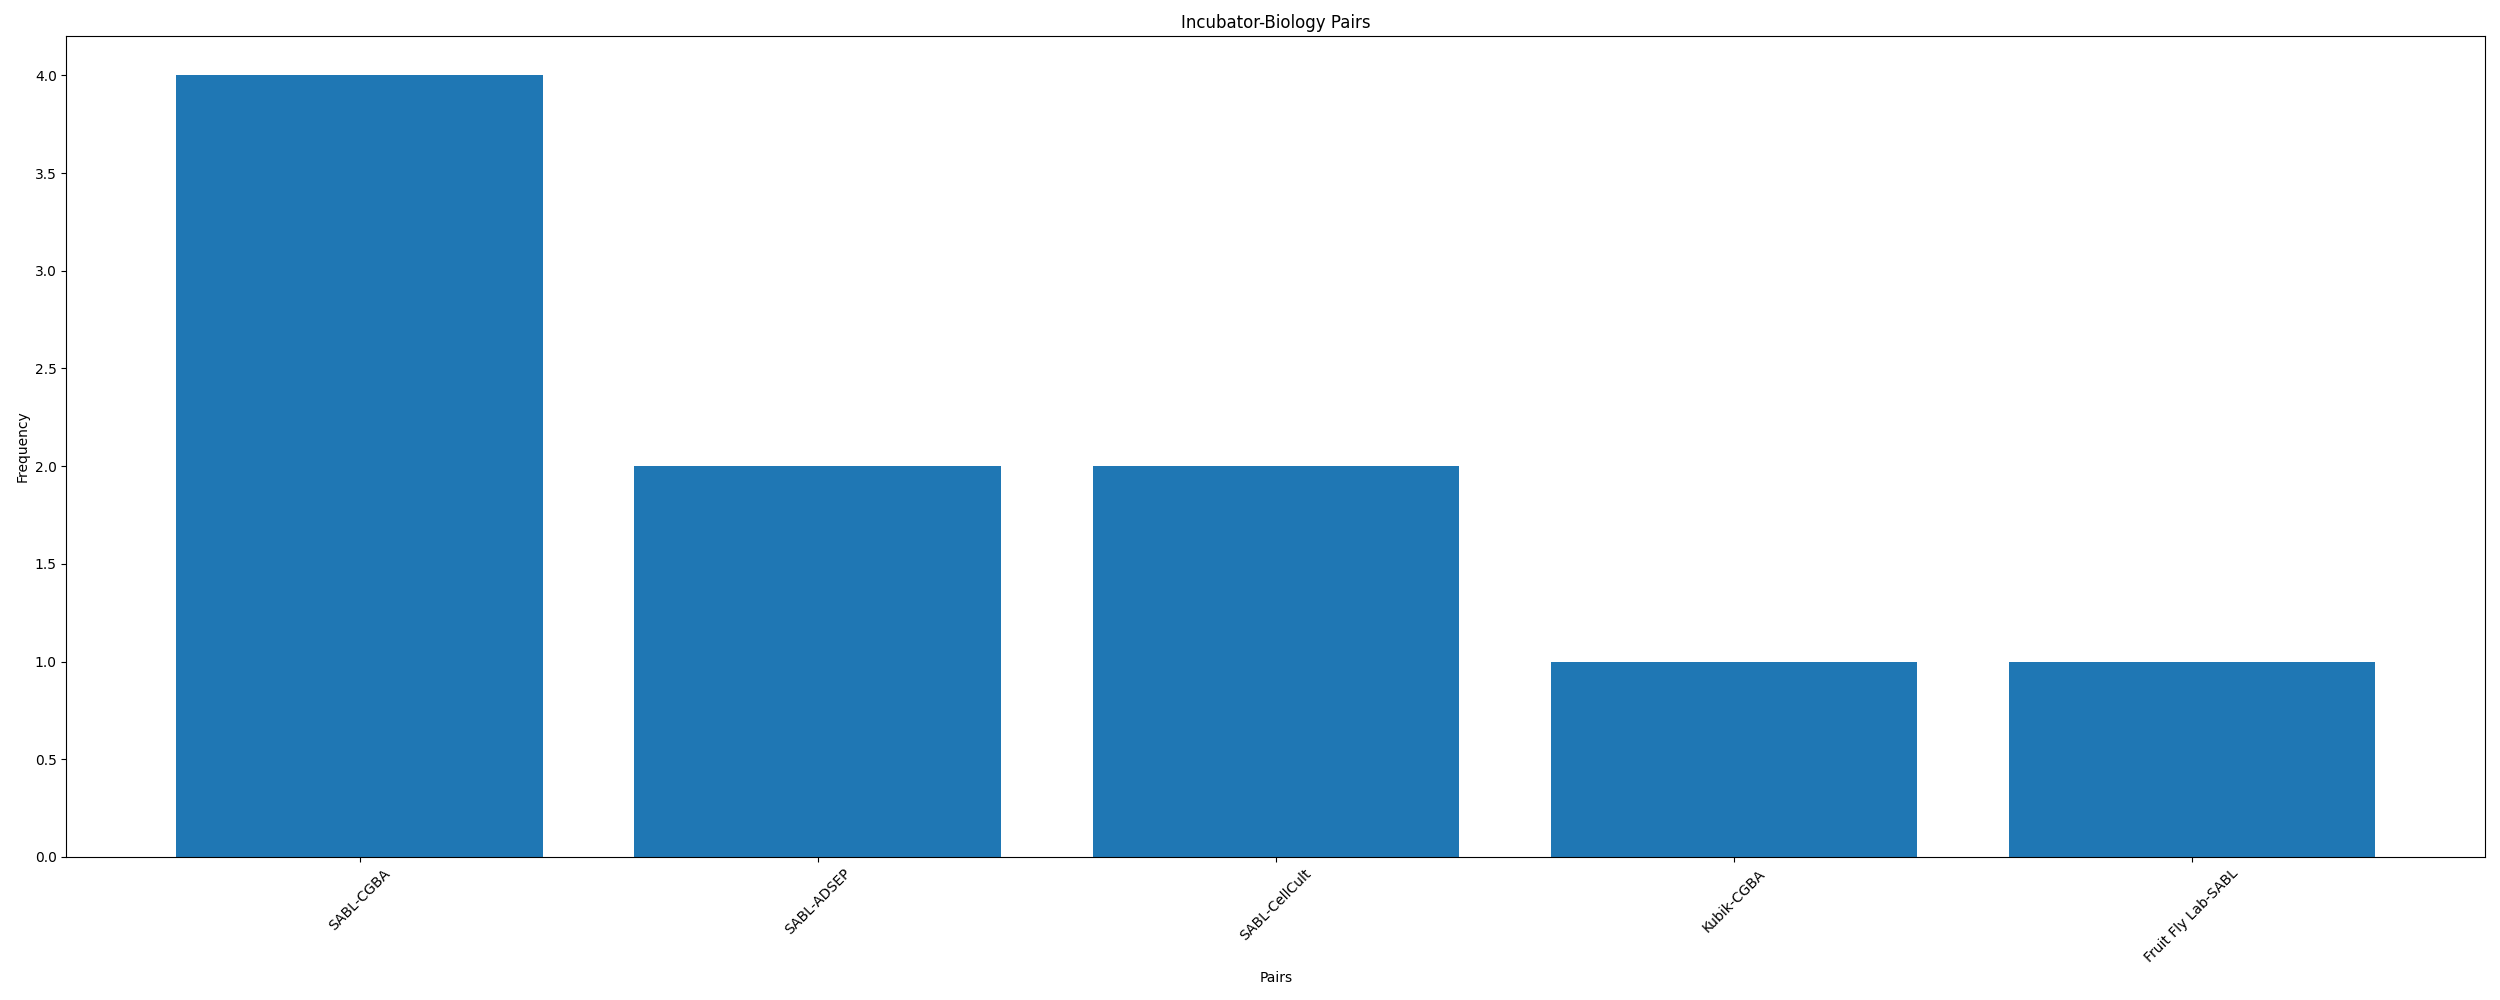 Incubator-Biology Pairs
Frequency
4.0
3.5
3.0
2.5
2.0
1.5
1.0
0.5
0.0
SABL-CGBA
SABL-ADSEP
SABL-CellCult
Kubik-CGBA
Fruit Fly Lab-SABL
Pairs